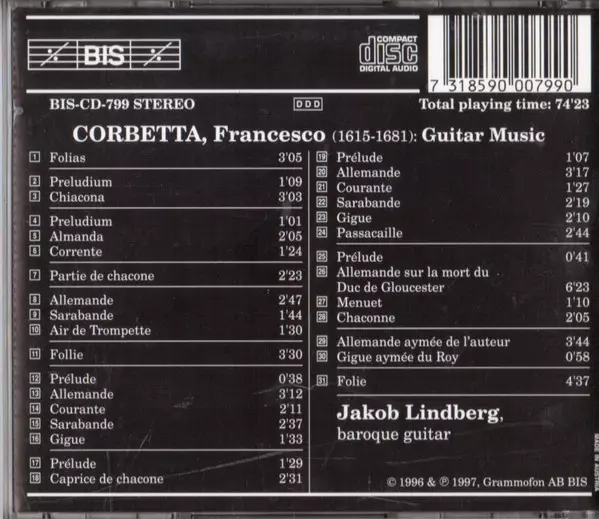 BIS
COMPACT
disc
DIGITAL AUDIO
7 318590 007990
BIS-CD-799 STEREO
DDD
Total playing time: 74'23
CORBETTA, Francesco (1615-1681): Guitar Music
1 Folias 3'05
2 Preludium 1'09
3 Chiacona 3'03
4 Preludium 1'01
5 Almanda 2'05
6 Corrente 1'24
7 Partie de chacone 2'23
8 Allemande 2'47
9 Sarabande 1'44
10 Air de Trompette 1'30
11 Follie 3'30
12 Prélude 0'38
13 Allemande 3'12
14 Courante 2'11
15 Sarabande 2'37
16 Gigue 1'33
17 Prélude 1'29
18 Caprice de chacone 2'31
19 Prélude 1'07
20 Allemande 3'17
21 Courante 1'27
22 Sarabande 2'19
23 Gigue 2'10
24 Passacaille 2'44
25 Prélude 0'41
26 Allemande sur la mort du
Duc de Gloucester 6'23
27 Menuet 1'10
28 Chaconne 2'05
29 Allemande aymée de l'auteur 3'44
30 Gigue aymée du Roy 0'58
31 Folie 4'37
Jakob Lindberg,
baroque guitar
© 1996 & ℗ 1997, Grammofon AB BIS
MADE IN AUSTRIA